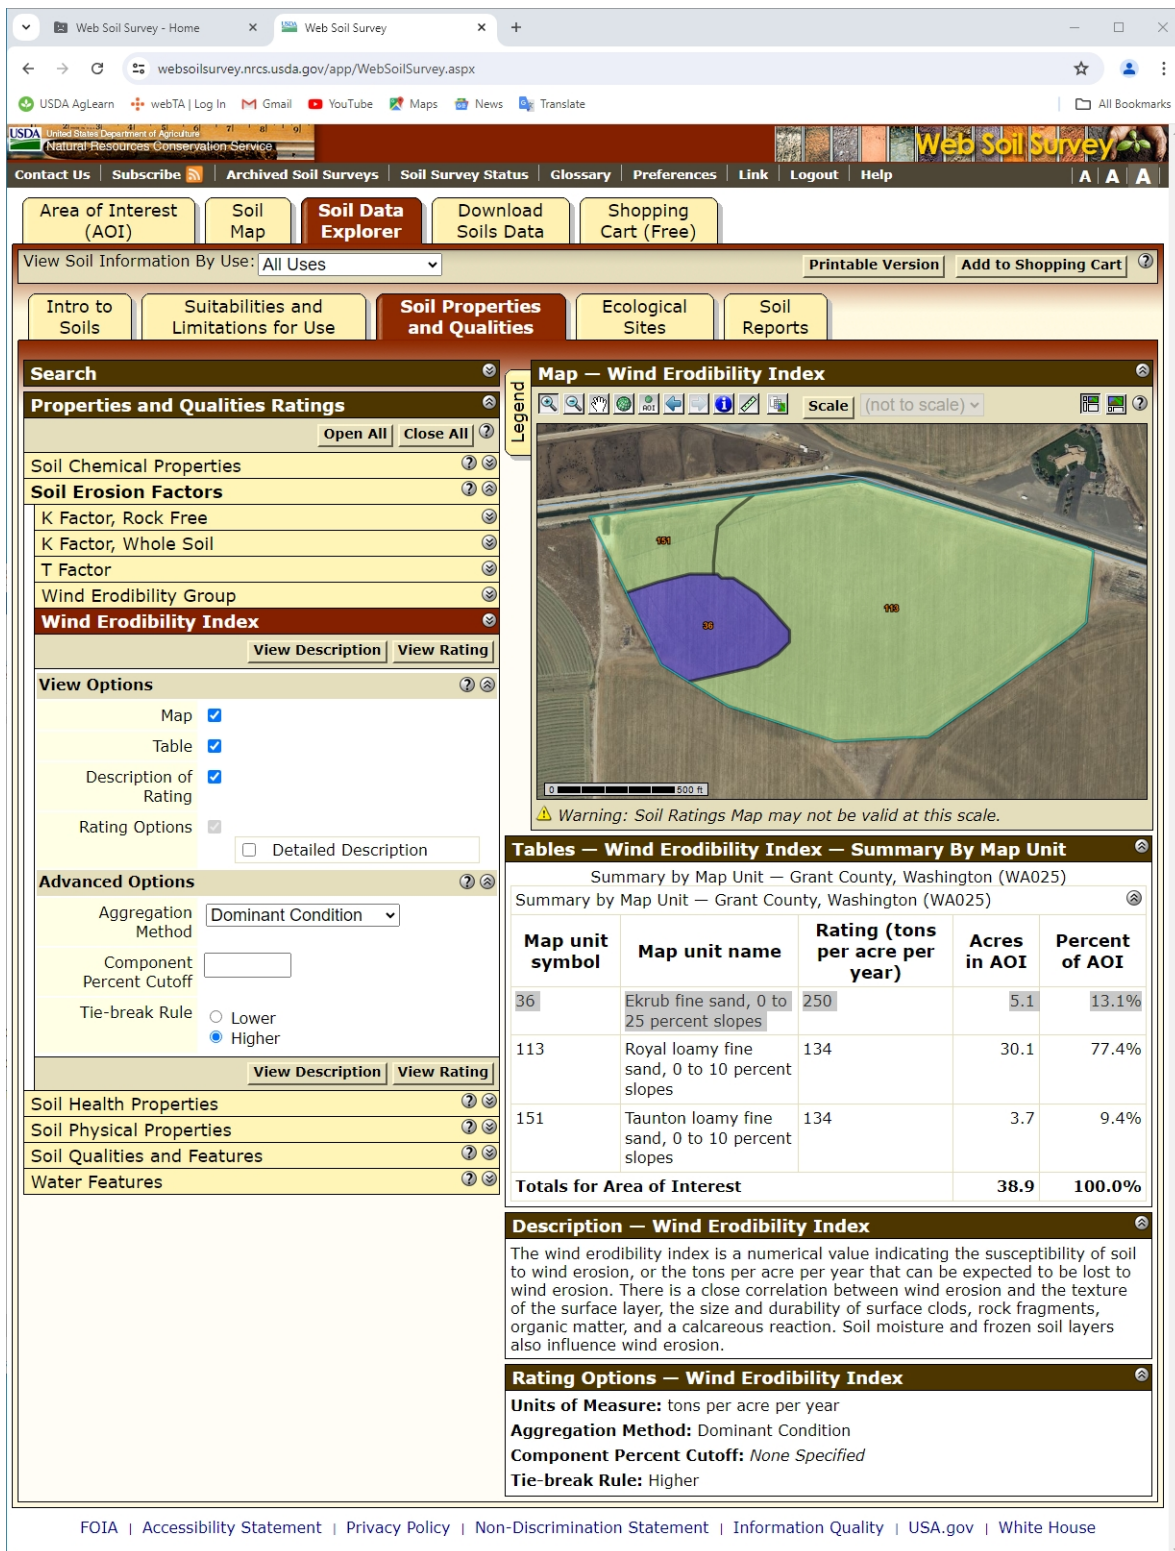 Web Soil Survey - Home
Web Soil Survey
websoilsurvey.nrcs.usda.gov/app/WebSoilSurvey.aspx
USDA AgLearn
webTA | Log In
Gmail
YouTube
Maps
News
Translate
All Bookmarks
USDA
United States Department of Agriculture
Natural Resources Conservation Service
Web Soil Survey
Contact Us | Subscribe | Archived Soil Surveys | Soil Survey Status | Glossary | Preferences | Link | Logout | Help
|A|A|A
Area of Interest (AOI)
Soil Map
Soil Data Explorer
Download Soils Data
Shopping Cart (Free)
View Soil Information By Use: All Uses
Printable Version
Add to Shopping Cart
Intro to Soils
Suitabilities and Limitations for Use
Soil Properties and Qualities
Ecological Sites
Soil Reports
Search
Properties and Qualities Ratings
Open All Close All
Soil Chemical Properties
Soil Erosion Factors
K Factor, Rock Free
K Factor, Whole Soil
T Factor
Wind Erodibility Group
Wind Erodibility Index
View Description View Rating
View Options
Map
Table
Description of
Rating
Rating Options
Detailed Description
Advanced Options
Aggregation
Method
Dominant Condition
Component
Percent Cutoff
Tie-break Rule
Lower
Higher
View Description View Rating
Soil Health Properties
Soil Physical Properties
Soil Qualities and Features
Water Features
Legend
Map — Wind Erodibility Index
AOI
Scale (not to scale)
151
113
36
0 500 ft
Warning: Soil Ratings Map may not be valid at this scale.
Tables — Wind Erodibility Index — Summary By Map Unit
Summary by Map Unit — Grant County, Washington (WA025)
Summary by Map Unit — Grant County, Washington (WA025)
Map unit symbol
Map unit name
Rating (tons per acre per year)
Acres in AOI
Percent of AOI
36 Ekrub fine sand, 0 to 25 percent slopes 250 5.1 13.1%
113 Royal loamy fine sand, 0 to 10 percent slopes 134 30.1 77.4%
151 Taunton loamy fine sand, 0 to 10 percent slopes 134 3.7 9.4%
Totals for Area of Interest 38.9 100.0%
Description — Wind Erodibility Index
The wind erodibility index is a numerical value indicating the susceptibility of soil
to wind erosion, or the tons per acre per year that can be expected to be lost to
wind erosion. There is a close correlation between wind erosion and the texture
of the surface layer, the size and durability of surface clods, rock fragments,
organic matter, and a calcareous reaction. Soil moisture and frozen soil layers
also influence wind erosion.
Rating Options — Wind Erodibility Index
Units of Measure: tons per acre per year
Aggregation Method: Dominant Condition
Component Percent Cutoff: None Specified
Tie-break Rule: Higher
FOIA | Accessibility Statement | Privacy Policy | Non-Discrimination Statement | Information Quality | USA.gov | White House